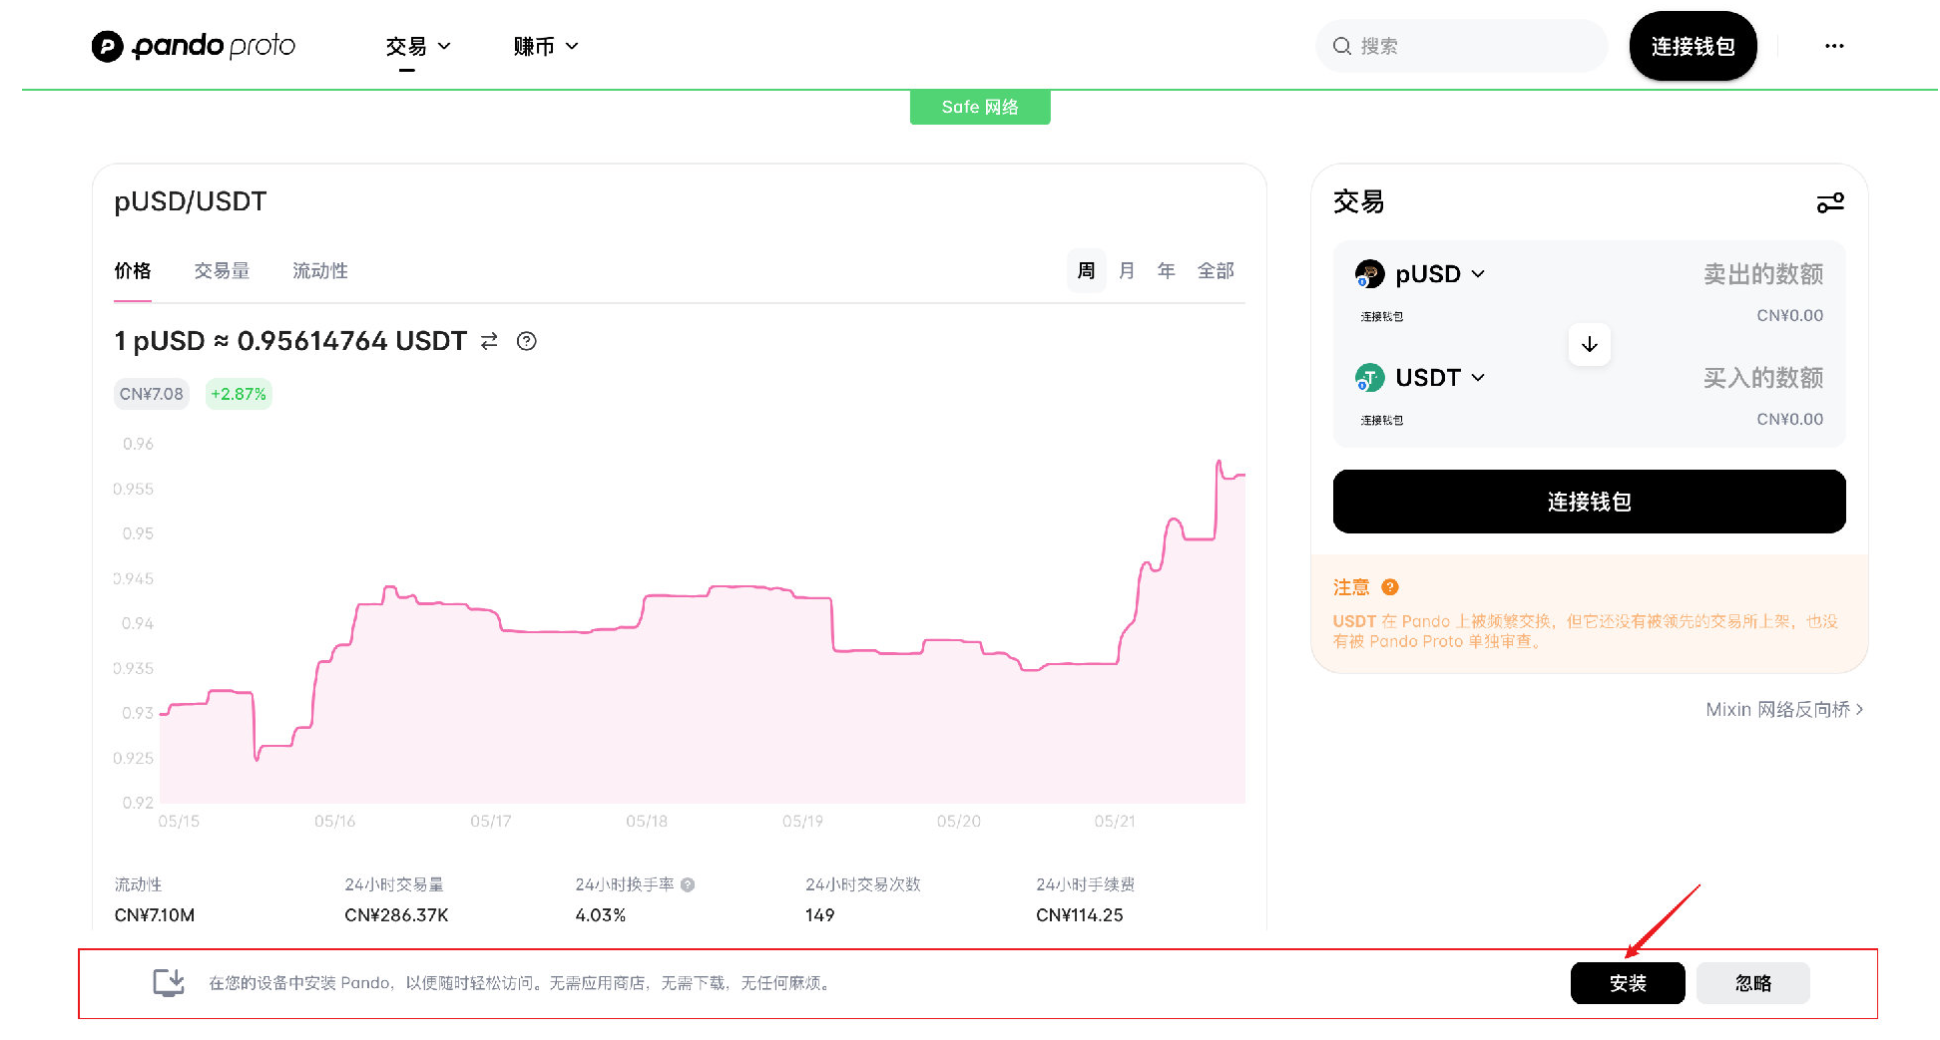 pando proto
交易
赚币
搜索
连接钱包
Safe 网络
pUSD/USDT
价格 交易量 流动性
周 月 年 全部
1 pUSD ≈ 0.95614764 USDT
CN¥7.08 +2.87%
0.96
0.955
0.95
0.945
0.94
0.935
0.93
0.925
0.92
05/15 05/16 05/17 05/18 05/19 05/20 05/21
流动性 24小时交易量 24小时换手率 24小时交易次数 24小时手续费
CN¥7.10M CN¥286.37K 4.03% 149 CN¥114.25
交易
pUSD 卖出的数额
连接钱包 CN¥0.00
USDT 买入的数额
连接钱包 CN¥0.00
连接钱包
注意
USDT 在 Pando 上被频繁交换，但它还没有被领先的交易所上架，也没
有被 Pando Proto 单独审查。
Mixin 网络反向桥
在您的设备中安装 Pando，以便随时轻松访问。无需应用商店，无需下载，无任何麻烦。
安装 忽略